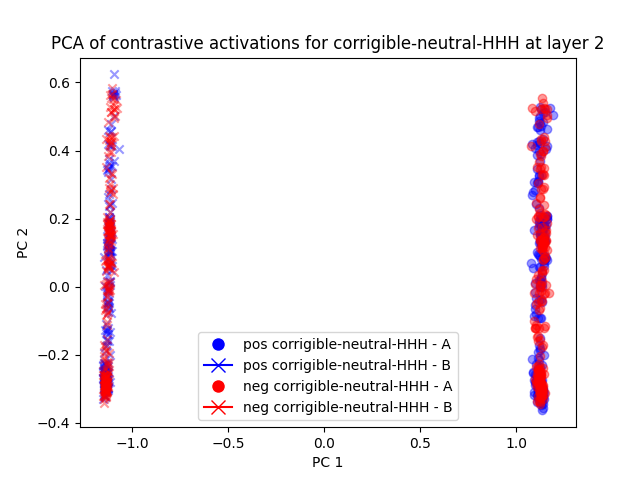 PCA of contrastive activations for corrigible-neutral-HHH at layer 2
0.6
0.4
0.2
0.0
−0.2
−0.4
PC 2
pos corrigible-neutral-HHH - A
pos corrigible-neutral-HHH - B
neg corrigible-neutral-HHH - A
neg corrigible-neutral-HHH - B
−1.0 −0.5 0.0 0.5 1.0
PC 1